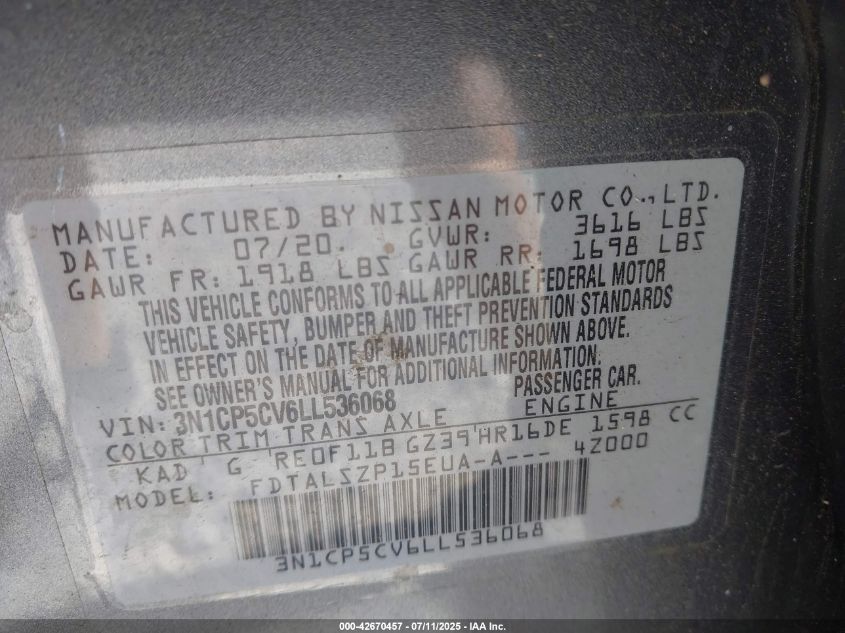 MANUFACTURED BY NISSAN MOTOR CO., LTD.
DATE: 07/20. GVWR: 3616 LBS
GAWR FR: 1918 LBS GAWR RR: 1698 LBS
THIS VEHICLE CONFORMS TO ALL APPLICABLE FEDERAL MOTOR
VEHICLE SAFETY, BUMPER AND THEFT PREVENTION STANDARDS
IN EFFECT ON THE DATE OF MANUFACTURE SHOWN ABOVE.
SEE OWNER'S MANUAL FOR ADDITIONAL INFORMATION.
VIN: 3N1CP5CV6LL536068 PASSENGER CAR.
COLOR TRIM TRANS AXLE ENGINE
KAD G RE0F11B GZ39 HR16DE 1598 CC
MODEL: FDTALSZP15EUA-A--- 4Z000
3N1CP5CV6LL536068
000-42670457 - 07/11/2025 - IAA Inc.